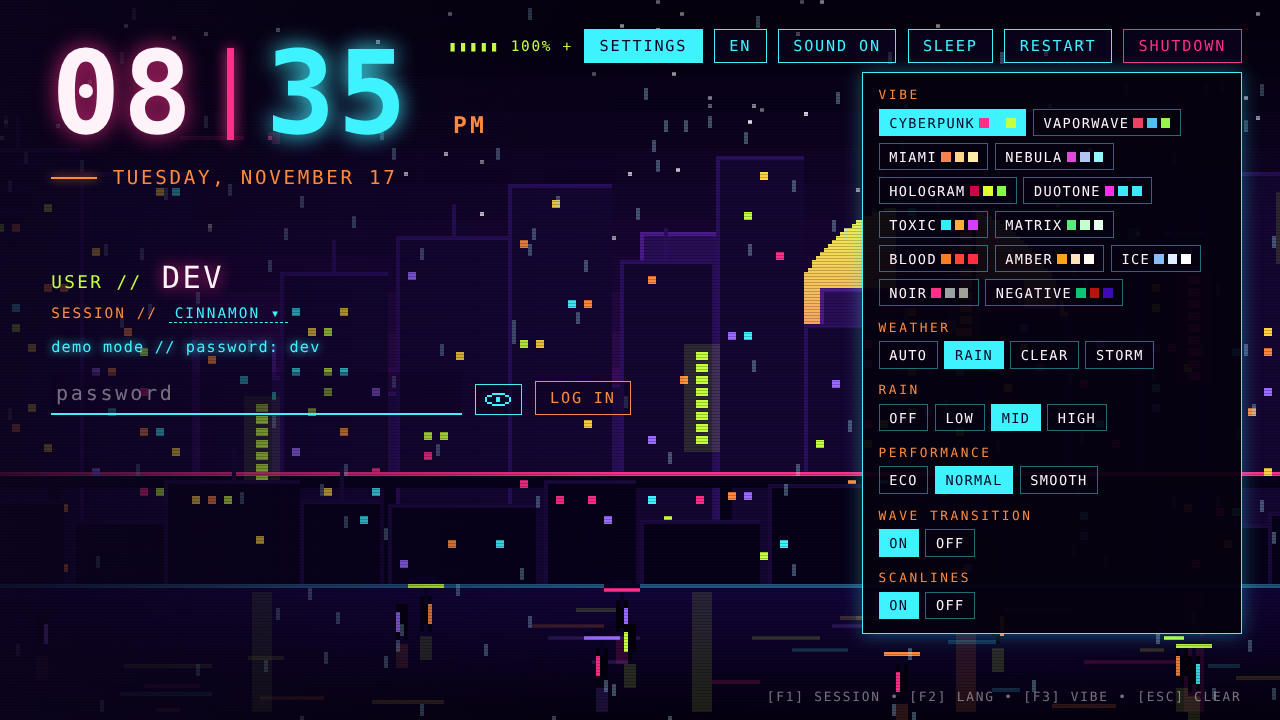 08 35 PM
100% + SETTINGS EN SOUND ON SLEEP RESTART SHUTDOWN
TUESDAY, NOVEMBER 17
USER // DEV
SESSION // CINNAMON ▾
demo mode // password: dev
password
LOG IN
VIBE
CYBERPUNK VAPORWAVE
MIAMI NEBULA
HOLOGRAM DUOTONE
TOXIC MATRIX
BLOOD AMBER ICE
NOIR NEGATIVE
WEATHER
AUTO RAIN CLEAR STORM
RAIN
OFF LOW MID HIGH
PERFORMANCE
ECO NORMAL SMOOTH
WAVE TRANSITION
ON OFF
SCANLINES
ON OFF
[F1] SESSION • [F2] LANG • [F3] VIBE • [ESC] CLEAR